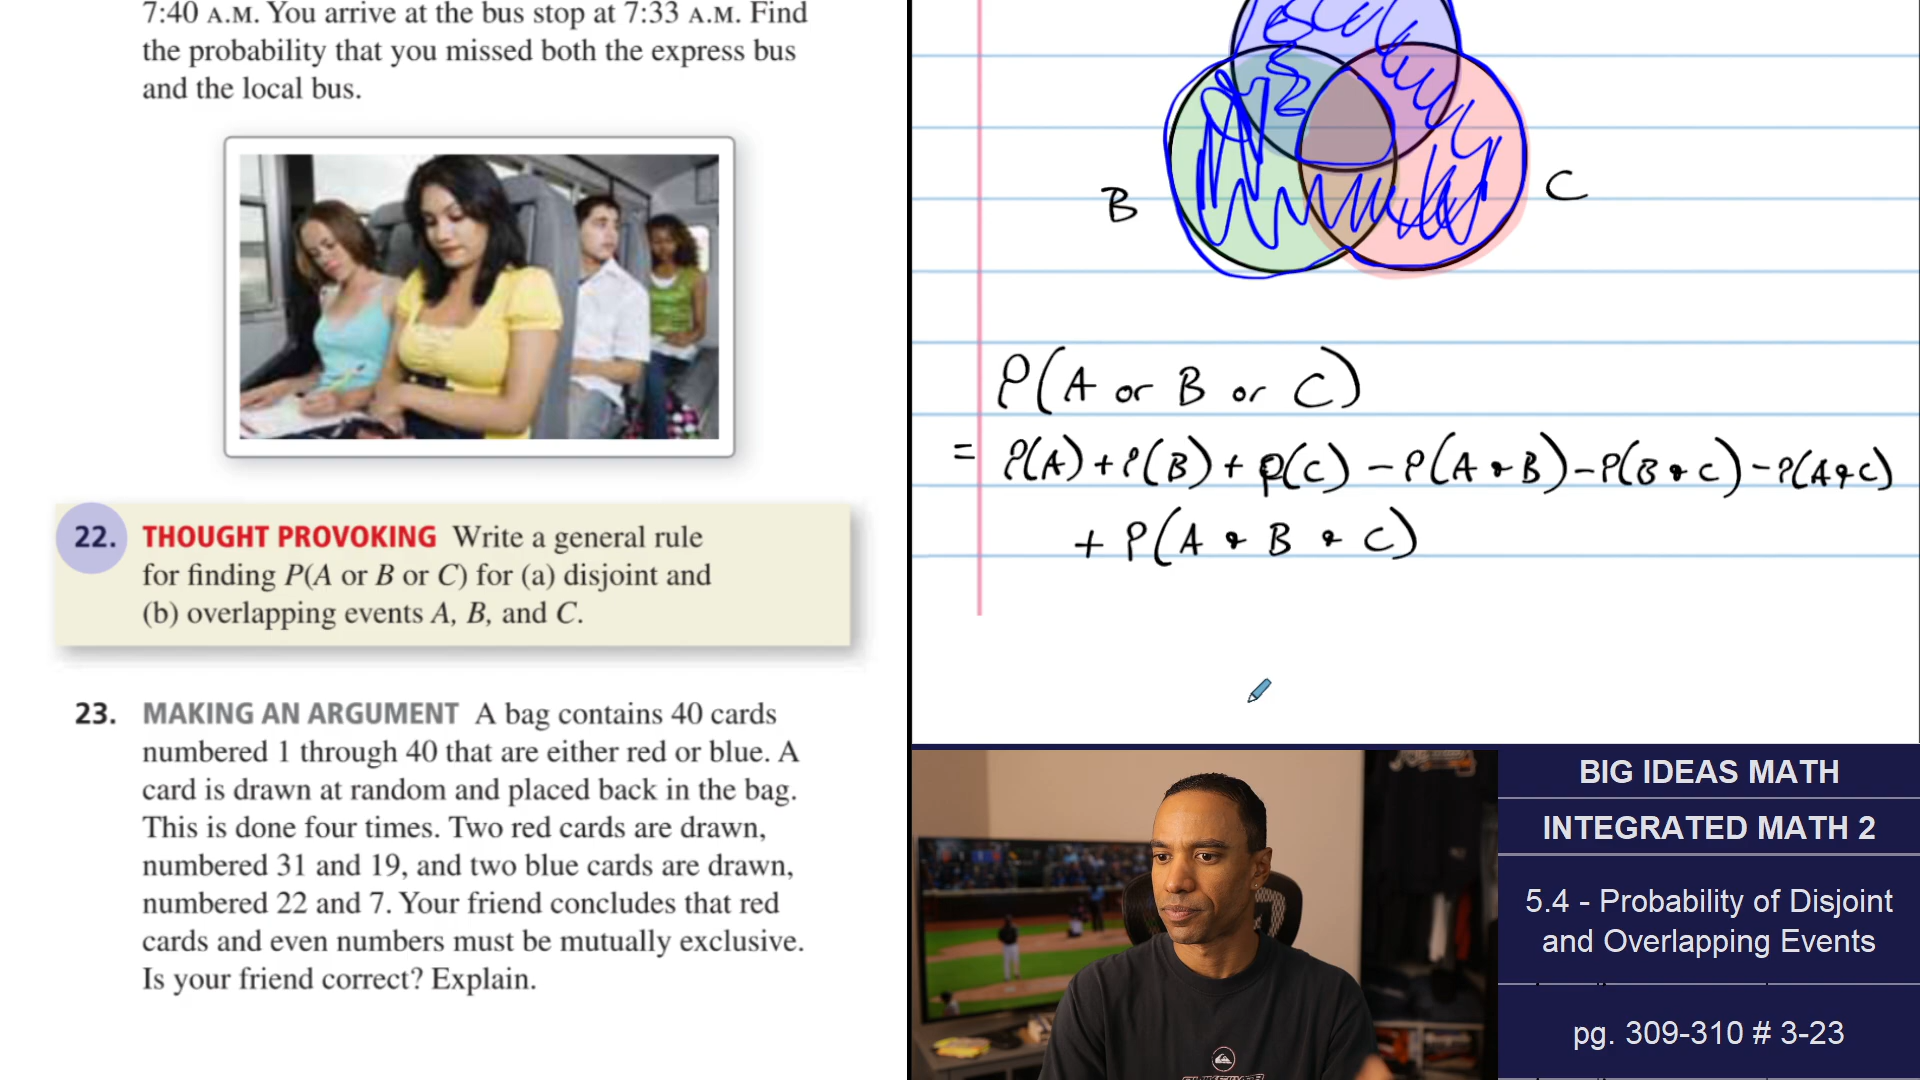 7:40 A.M. You arrive at the bus stop at 7:33 A.M. Find
the probability that you missed both the express bus
and the local bus.
22. THOUGHT PROVOKING Write a general rule
for finding P(A or B or C) for (a) disjoint and
(b) overlapping events A, B, and C.
23. MAKING AN ARGUMENT A bag contains 40 cards
numbered 1 through 40 that are either red or blue. A
card is drawn at random and placed back in the bag.
This is done four times. Two red cards are drawn,
numbered 31 and 19, and two blue cards are drawn,
numbered 22 and 7. Your friend concludes that red
cards and even numbers must be mutually exclusive.
Is your friend correct? Explain.
B
C
P(A or B or C)
= P(A) + P(B) + P(C) - P(A & B) - P(B & C) - P(A & C)
+ P(A & B & C)
BIG IDEAS MATH
INTEGRATED MATH 2
5.4 - Probability of Disjoint
and Overlapping Events
pg. 309-310 # 3-23